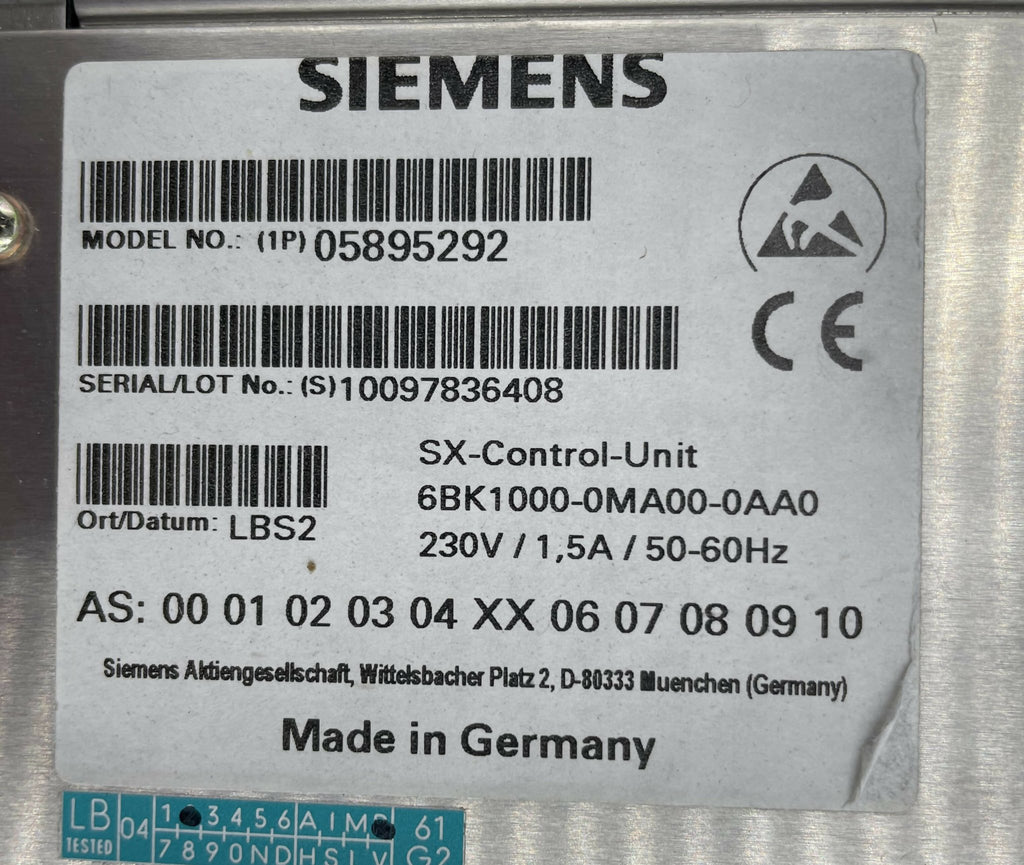 SIEMENS
MODEL NO.: (1P) 05895292
SERIAL/LOT No.: (S) 10097836408
Ort/Datum: LBS2
SX-Control-Unit
6BK1000-0MA00-0AA0
230V / 1,5A / 50-60Hz
AS: 00 01 02 03 04 XX 06 07 08 09 10
Siemens Aktiengesellschaft, Wittelsbacher Platz 2, D-80333 Muenchen (Germany)
Made in Germany
CE
LB TESTED
04
1 3 4 5 6 A I M
7 8 9 0 N D H S J V
61
G2